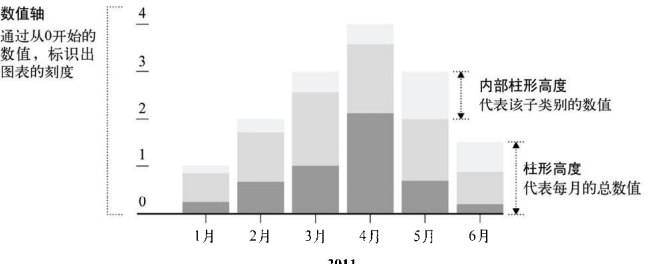 数值轴
通过从0开始的
数值，标识出
图表的刻度
4
3
2
1
0
内部柱形高度
代表该子类别的数值
柱形高度
代表每月的总数值
1月 2月 3月 4月 5月 6月
2011